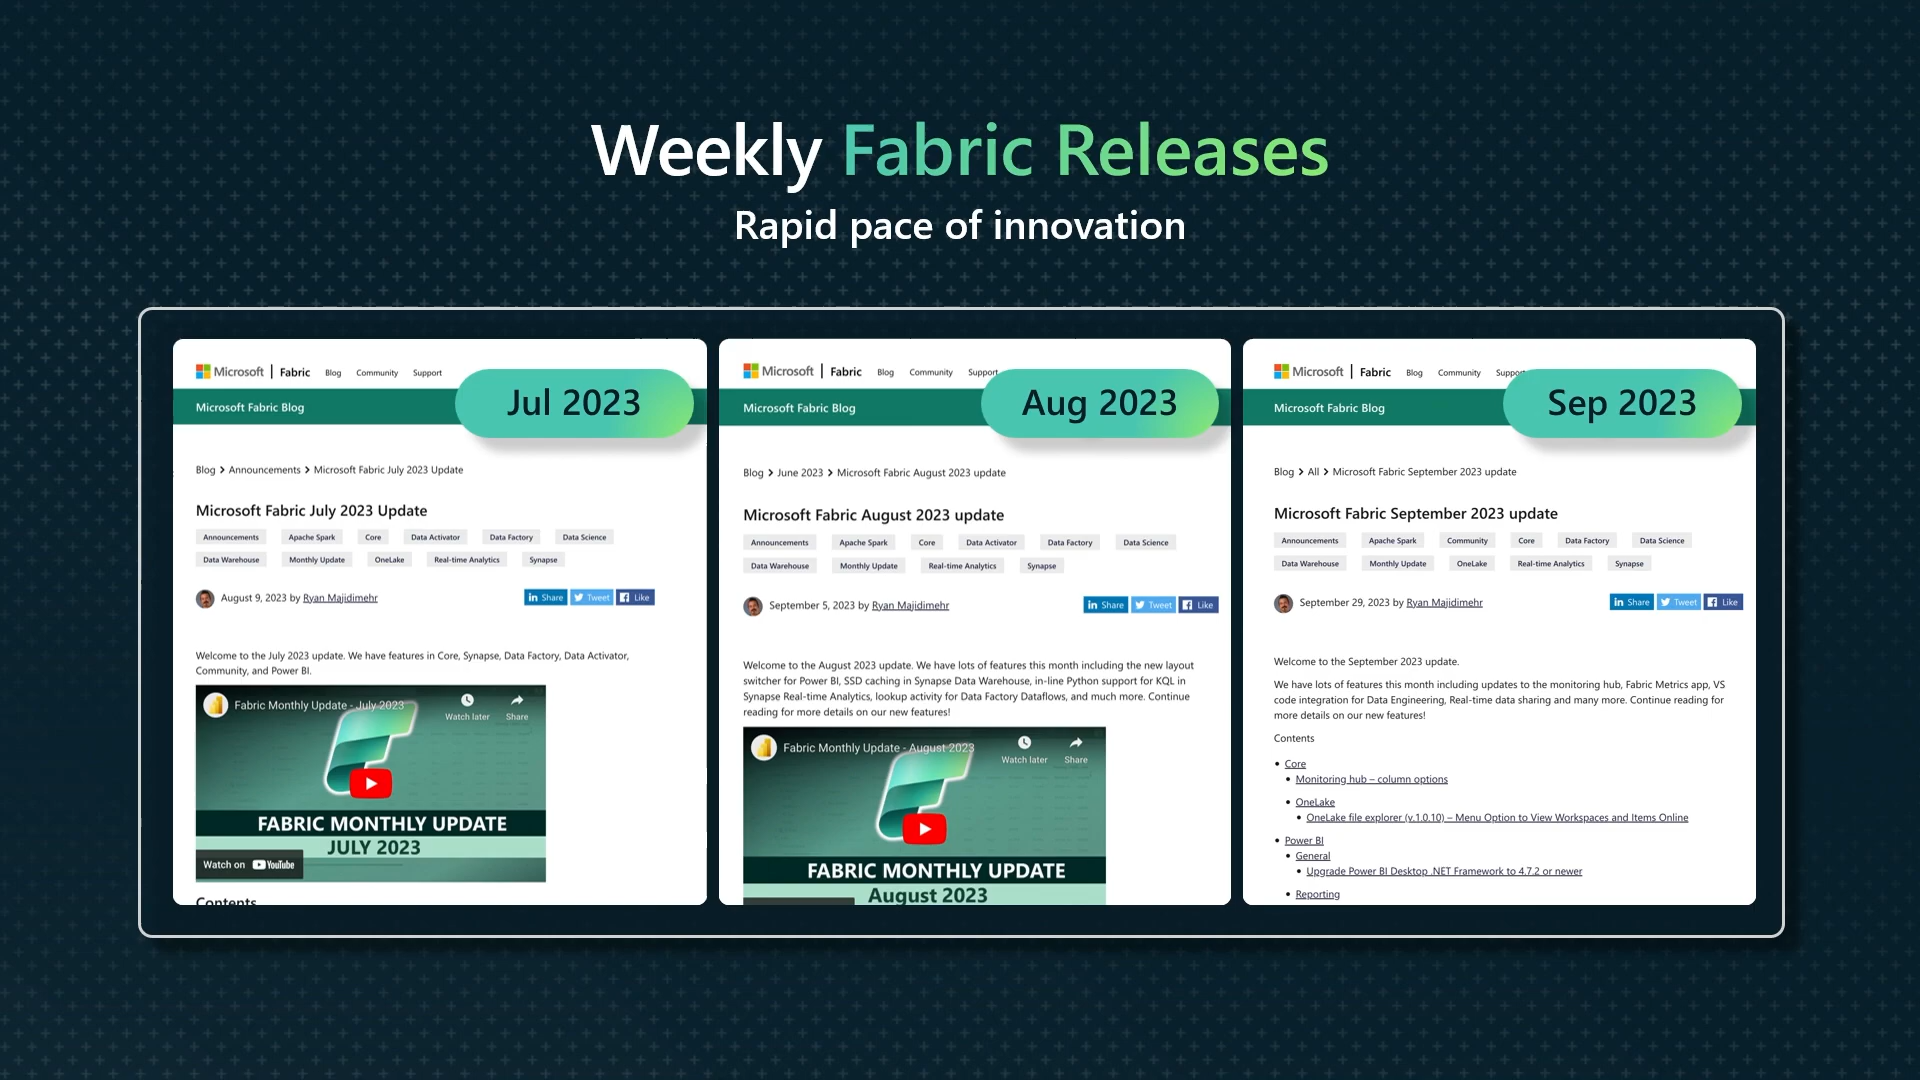 Weekly Fabric Releases
Rapid pace of innovation
Microsoft | Fabric Blog Community Support
Jul 2023
Microsoft Fabric Blog
Blog > Announcements > Microsoft Fabric July 2023 Update
Microsoft Fabric July 2023 Update
Announcements Apache Spark Core Data Activator Data Factory Data Science
Data Warehouse Monthly Update OneLake Real-time Analytics Synapse
August 9, 2023 by Ryan Majidimehr
Share Tweet Like
Welcome to the July 2023 update. We have features in Core, Synapse, Data Factory, Data Activator,
Community, and Power BI.
Fabric Monthly Update - July 2023
Watch later Share
FABRIC MONTHLY UPDATE
JULY 2023
Watch on YouTube
Contents
Microsoft | Fabric Blog Community Support
Aug 2023
Microsoft Fabric Blog
Blog > June 2023 > Microsoft Fabric August 2023 update
Microsoft Fabric August 2023 update
Announcements Apache Spark Core Data Activator Data Factory Data Science
Data Warehouse Monthly Update Real-time Analytics Synapse
September 5, 2023 by Ryan Majidimehr
Share Tweet Like
Welcome to the August 2023 update. We have lots of features this month including the new layout
switcher for Power BI, SSD caching in Synapse Data Warehouse, in-line Python support for KQL in
Synapse Real-time Analytics, lookup activity for Data Factory Dataflows, and much more. Continue
reading for more details on our new features!
Fabric Monthly Update - August 2023
Watch later Share
FABRIC MONTHLY UPDATE
August 2023
Microsoft | Fabric Blog Community Support
Sep 2023
Microsoft Fabric Blog
Blog > All > Microsoft Fabric September 2023 update
Microsoft Fabric September 2023 update
Announcements Apache Spark Community Core Data Factory Data Science
Data Warehouse Monthly Update OneLake Real-time Analytics Synapse
September 29, 2023 by Ryan Majidimehr
Share Tweet Like
Welcome to the September 2023 update.
We have lots of features this month including updates to the monitoring hub, Fabric Metrics app, VS
code integration for Data Engineering, Real-time data sharing and many more. Continue reading for
more details on our new features!
Contents
• Core
• Monitoring hub – column options
• OneLake
• OneLake file explorer (v.1.0.10) – Menu Option to View Workspaces and Items Online
• Power BI
• General
• Upgrade Power BI Desktop .NET Framework to 4.7.2 or newer
• Reporting